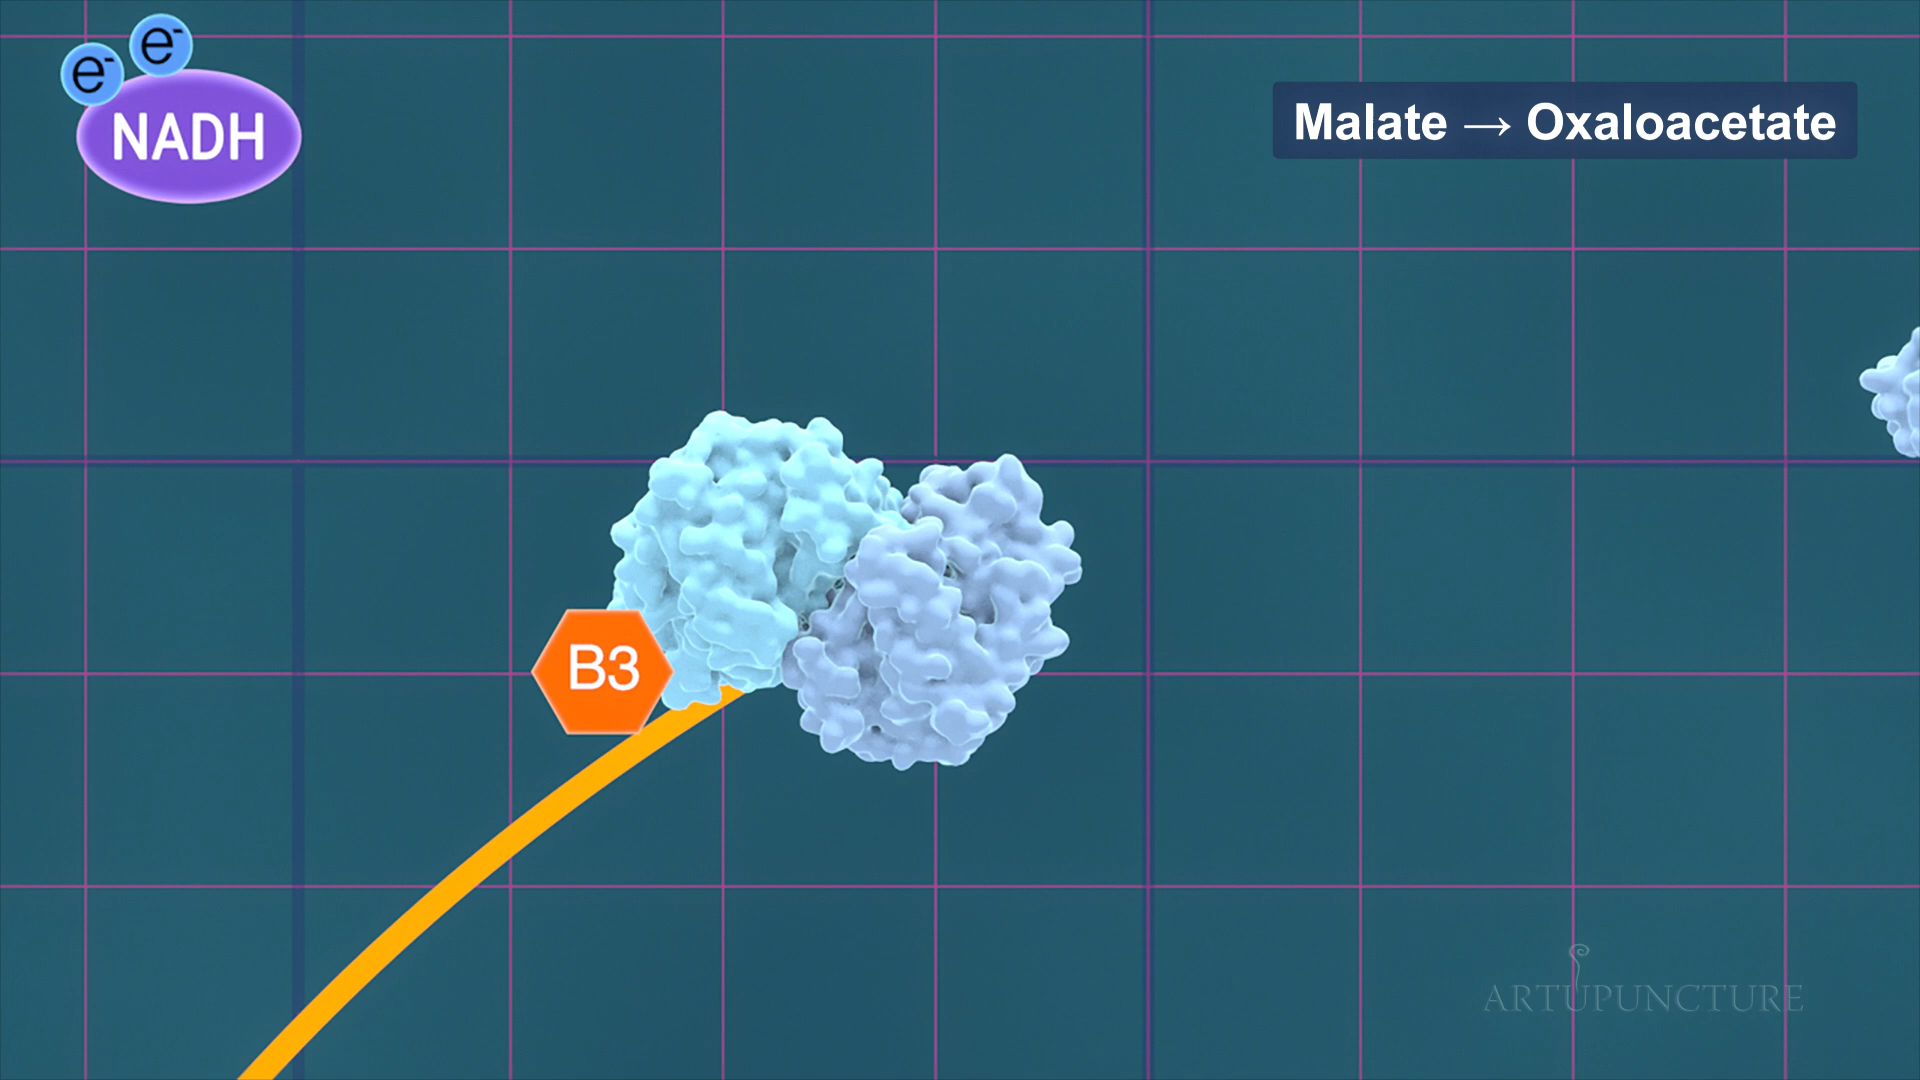 e-
e-
NADH
Malate → Oxaloacetate
B3
ARTUPUNCTURE